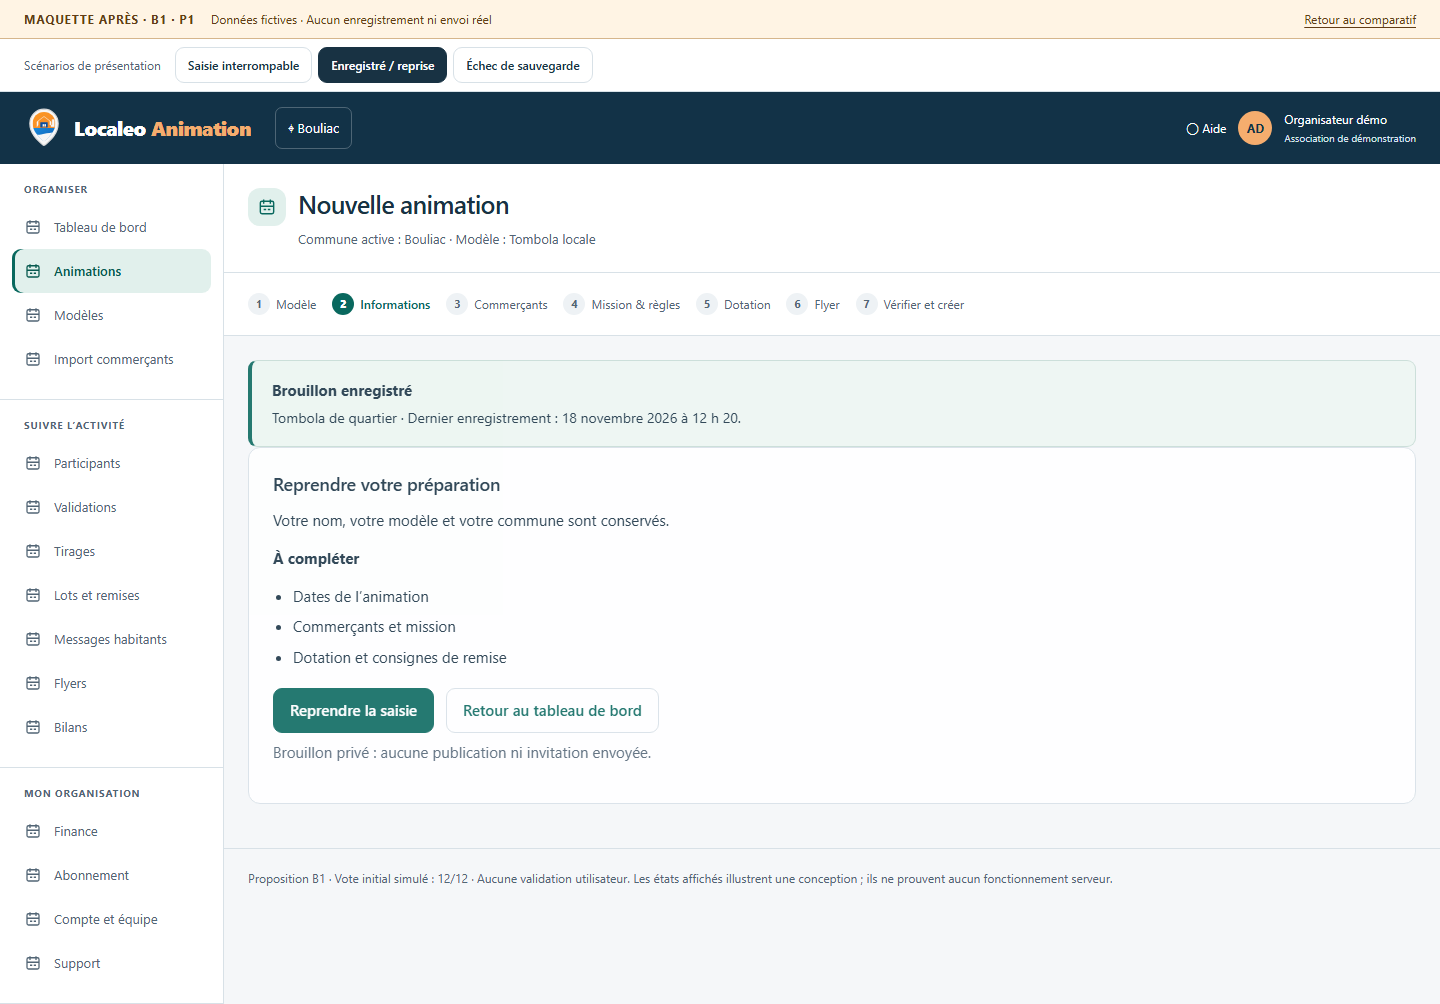 MAQUETTE APRÈS · B1 · P1 Données fictives · Aucun enregistrement ni envoi réel Retour au comparatif
Scénarios de présentation Saisie interrompable Enregistré / reprise Échec de sauvegarde
Localeo Animation Bouliac Aide AD Organisateur démo
Association de démonstration
ORGANISER
Tableau de bord
Animations
Modèles
Import commerçants
SUIVRE L’ACTIVITÉ
Participants
Validations
Tirages
Lots et remises
Messages habitants
Flyers
Bilans
MON ORGANISATION
Finance
Abonnement
Compte et équipe
Support
Nouvelle animation
Commune active : Bouliac · Modèle : Tombola locale
1 Modèle 2 Informations 3 Commerçants 4 Mission & règles 5 Dotation 6 Flyer 7 Vérifier et créer
Brouillon enregistré
Tombola de quartier · Dernier enregistrement : 18 novembre 2026 à 12 h 20.
Reprendre votre préparation
Votre nom, votre modèle et votre commune sont conservés.
À compléter
• Dates de l’animation
• Commerçants et mission
• Dotation et consignes de remise
Reprendre la saisie Retour au tableau de bord
Brouillon privé : aucune publication ni invitation envoyée.
Proposition B1 · Vote initial simulé : 12/12 · Aucune validation utilisateur. Les états affichés illustrent une conception ; ils ne prouvent aucun fonctionnement serveur.